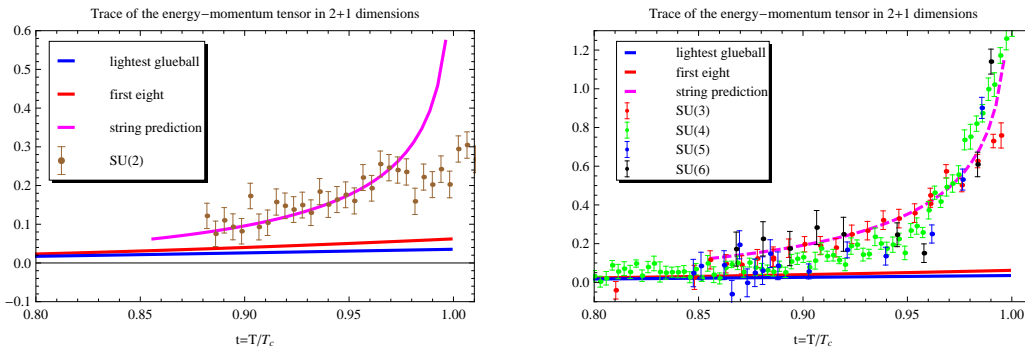 Trace of the energy−momentum tensor in 2+1 dimensions
0.6
0.5
0.4
0.3
0.2
0.1
0.0
−0.1
lightest glueball
first eight
string prediction
SU(2)
0.80
0.85
0.90
0.95
1.00
t=T/Tc
Trace of the energy−momentum tensor in 2+1 dimensions
1.2
1.0
0.8
0.6
0.4
0.2
0.0
lightest glueball
first eight
string prediction
SU(3)
SU(4)
SU(5)
SU(6)
0.80
0.85
0.90
0.95
1.00
t=T/Tc